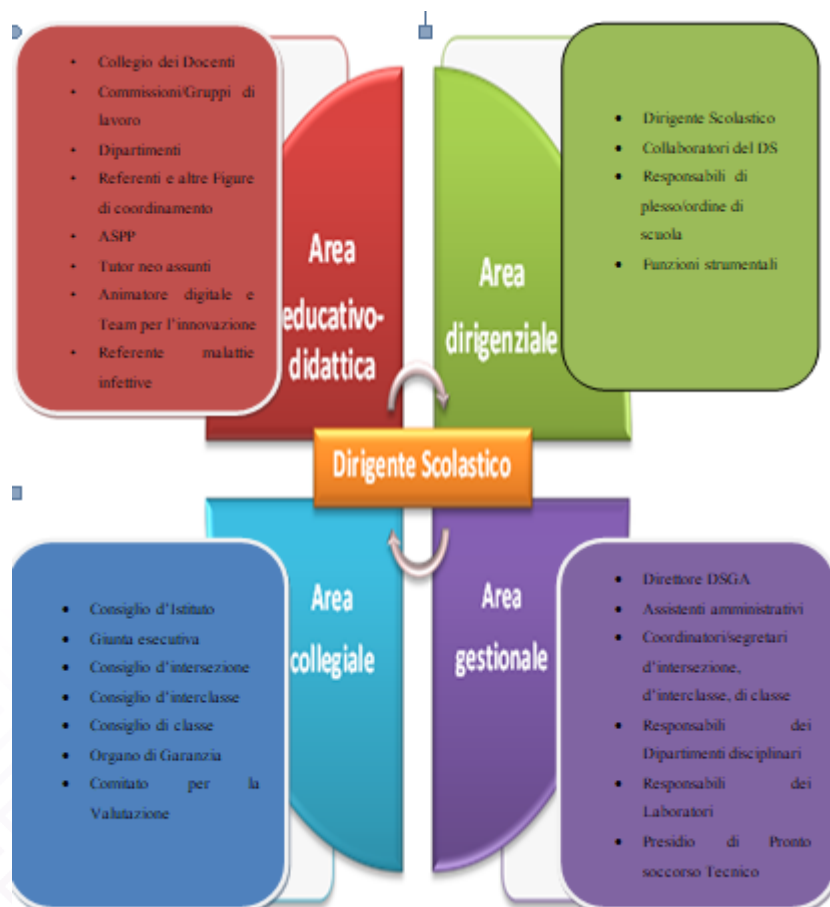 Collegio dei Docenti
Commissioni/Gruppi di
lavoro
Dipartimenti
Referenti e altre Figure
di coordinamento
ASPP
Tutor neo assunti
Animatore digitale e
Team per l'innovazione
Referente malattie
infettive
Area
educativo-
didattica
Area
dirigenziale
Dirigente Scolastico
Collaboratori del DS
Responsabili di
plesso/ordine di
scuola
Funzioni strumentali
Dirigente Scolastico
Consiglio d'Istituto
Giunta esecutiva
Consiglio d'intersezione
Consiglio d'interclasse
Consiglio di classe
Organo di Garanzia
Comitato per la
Valutazione
Area
collegiale
Area
gestionale
Direttore DSGA
Assistenti amministrativi
Coordinatori/segretari
d'intersezione,
d'interclasse, di classe
Responsabili dei
Dipartimenti disciplinari
Responsabili dei
Laboratori
Presidio di Pronto
soccorso Tecnico